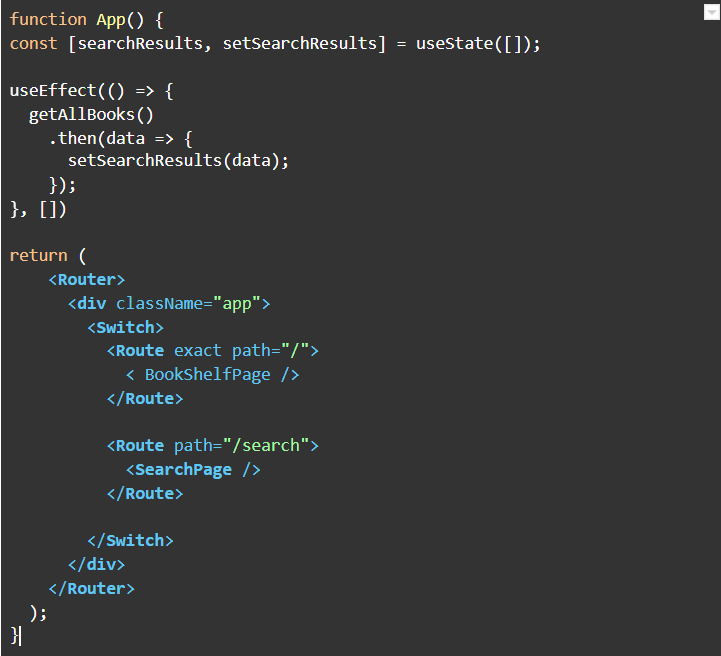 function App() {
const [searchResults, setSearchResults] = useState([]);
useEffect(() => {
getAllBooks()
.then(data => {
setSearchResults(data);
});
}, [])
return (
<Router>
<div className="app">
<Switch>
<Route exact path="/">
< BookShelfPage />
</Route>
<Route path="/search">
<SearchPage />
</Route>
</Switch>
</div>
</Router>
);
}